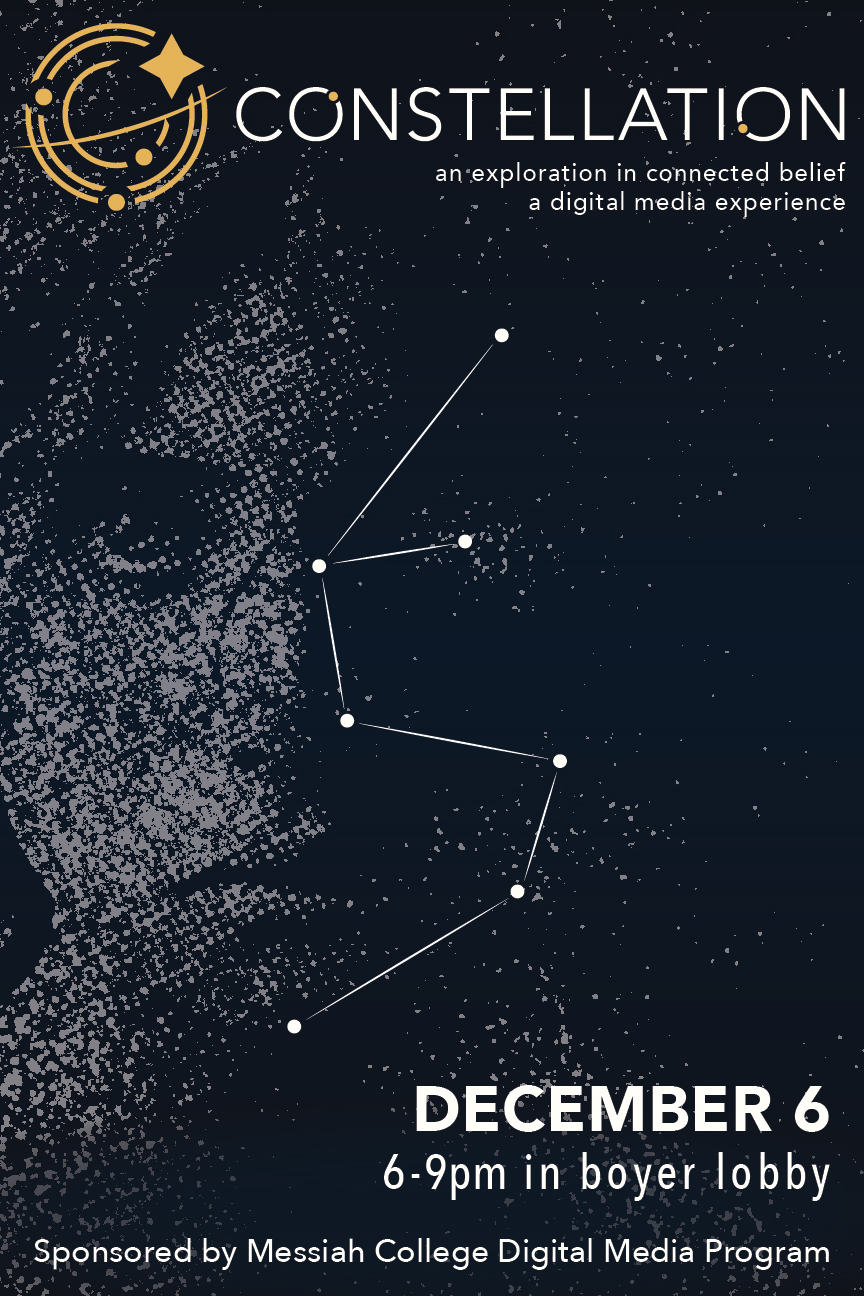 CONSTELLATION
an exploration in connected belief
a digital media experience
DECEMBER 6
6-9pm in boyer lobby
Sponsored by Messiah College Digital Media Program